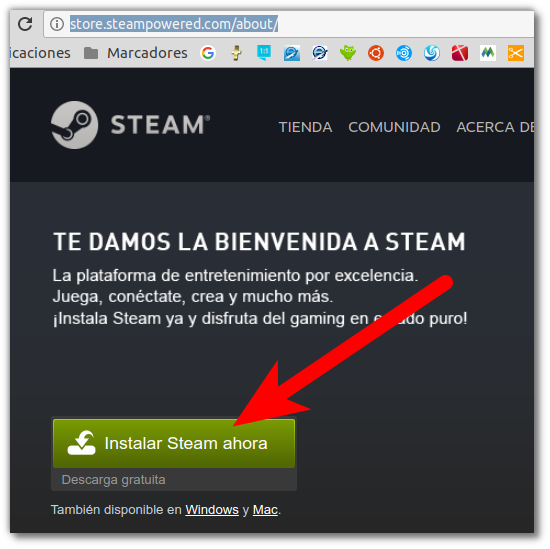 store.steampowered.com/about/
icaciones Marcadores
STEAM®
TIENDA COMUNIDAD ACERCA DE
TE DAMOS LA BIENVENIDA A STEAM
La plataforma de entretenimiento por excelencia.
Juega, conéctate, crea y mucho más.
¡Instala Steam ya y disfruta del gaming en estado puro!
Instalar Steam ahora
Descarga gratuita
También disponible en Windows y Mac.